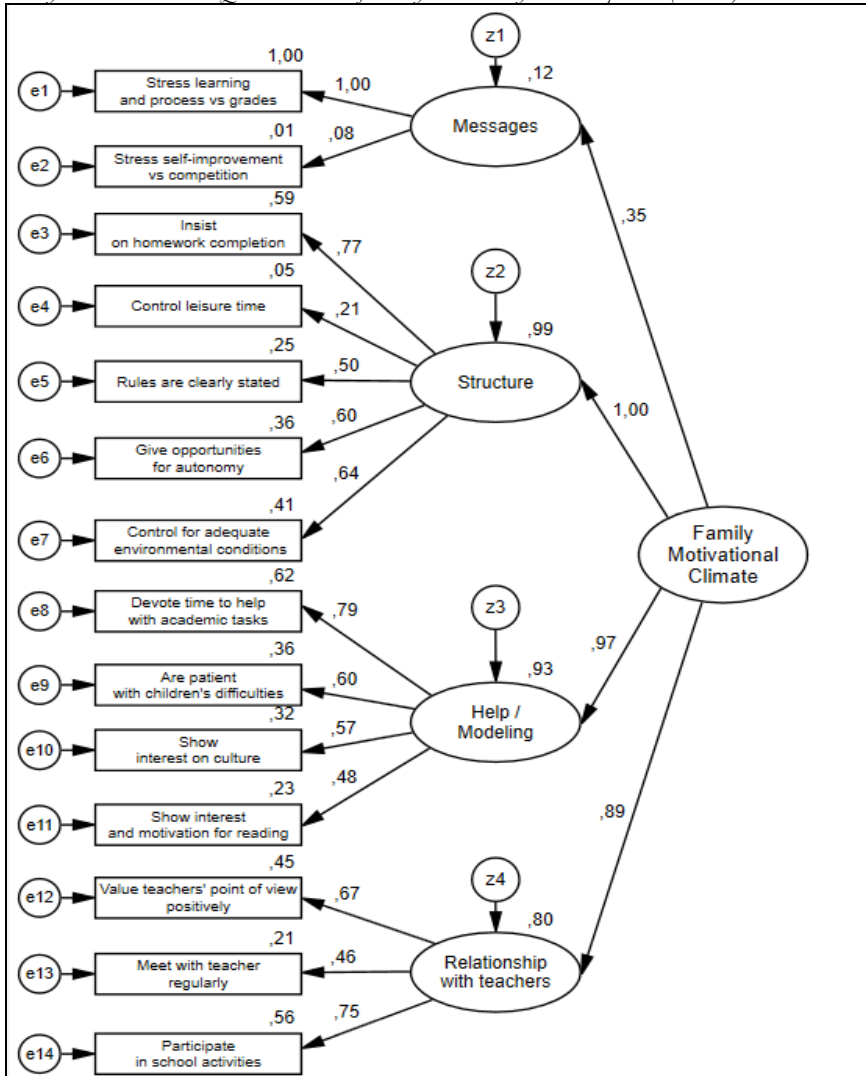 z1
1,00
,12
e1
Stress learning
and process vs grades
1,00
Messages
,01
,08
e2
Stress self-improvement
vs competition
,59
,35
e3
Insist
on homework completion
,77
z2
,05
e4
Control leisure time
,21
,99
,25
e5
Rules are clearly stated
,50
Structure
1,00
,36
,60
e6
Give opportunities
for autonomy
,64
,41
e7
Control for adequate
environmental conditions
Family
Motivational
Climate
,62
e8
Devote time to help
with academic tasks
,79
z3
,97
,36
e9
Are patient
with children's difficulties
,60
,93
,32
e10
Show
interest on culture
,57
Help /
Modeling
,23
,48
e11
Show interest
and motivation for reading
,89
,45
e12
Value teachers' point of view
positively
,67
z4
,80
,21
e13
Meet with teacher
regularly
,46
Relationship
with teachers
,56
,75
e14
Participate
in school activities